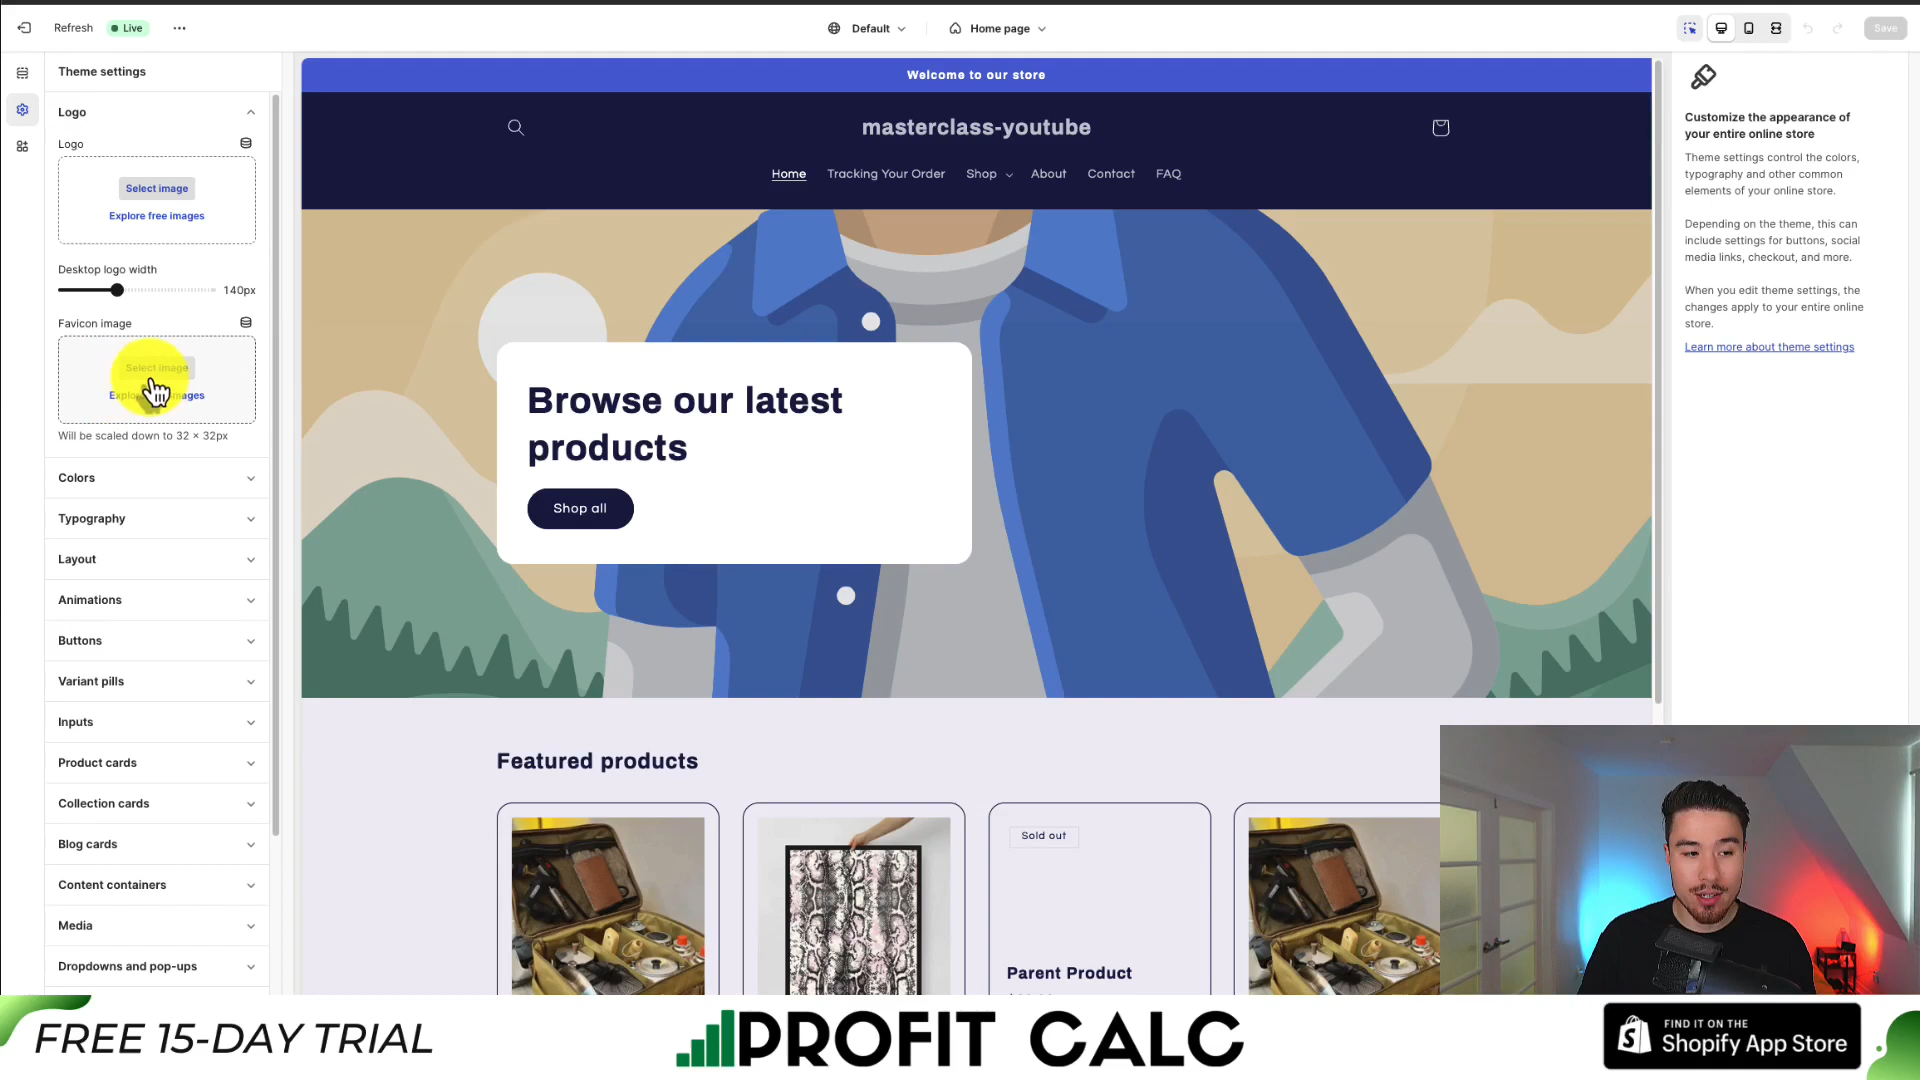 Refresh
Live
Default
Home page
Save
Theme settings
Logo
Logo
Select image
Explore free images
Desktop logo width
140px
Favicon image
Select image
Will be scaled down to 32 × 32px
Colors
Typography
Layout
Animations
Buttons
Variant pills
Inputs
Product cards
Collection cards
Blog cards
Content containers
Media
Dropdowns and pop-ups
Welcome to our store
masterclass-youtube
Home
Tracking Your Order
Shop
About
Contact
FAQ
Browse our latest
products
Shop all
Featured products
Sold out
Parent Product
Customize the appearance of
your entire online store
Theme settings control the colors,
typography and other common
elements of your online store.
Depending on the theme, this can
include settings for buttons, social
media links, checkout, and more.
When you edit theme settings, the
changes apply to your entire online
store.
Learn more about theme settings
FREE 15-DAY TRIAL
PROFIT CALC
FIND IT ON THE
Shopify App Store